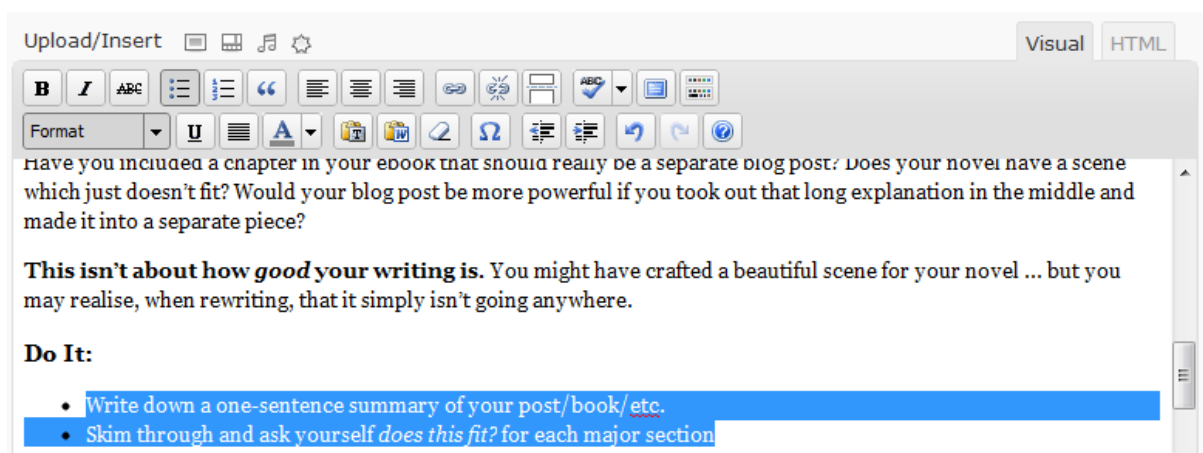 Upload/Insert
Visual HTML
B I ABC ABC
Format U A T W Ω ?
Have you included a chapter in your ebook that should really be a separate blog post? Does your novel have a scene
which just doesn’t fit? Would your blog post be more powerful if you took out that long explanation in the middle and
made it into a separate piece?
This isn’t about how good your writing is. You might have crafted a beautiful scene for your novel ... but you
may realise, when rewriting, that it simply isn’t going anywhere.
Do It:
• Write down a one-sentence summary of your post/book/etc.
• Skim through and ask yourself does this fit? for each major section